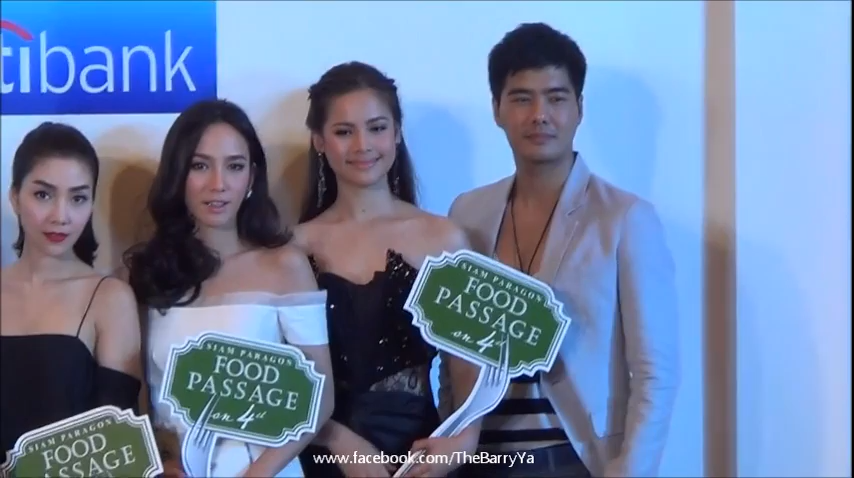 citibank
SIAM PARAGON
FOOD
PASSAGE
on 4th
SIAM PARAGON
FOOD
PASSAGE
on 4th
SIAM PARAGON
FOOD
PASSAGE
www.facebook.com/TheBarryYa